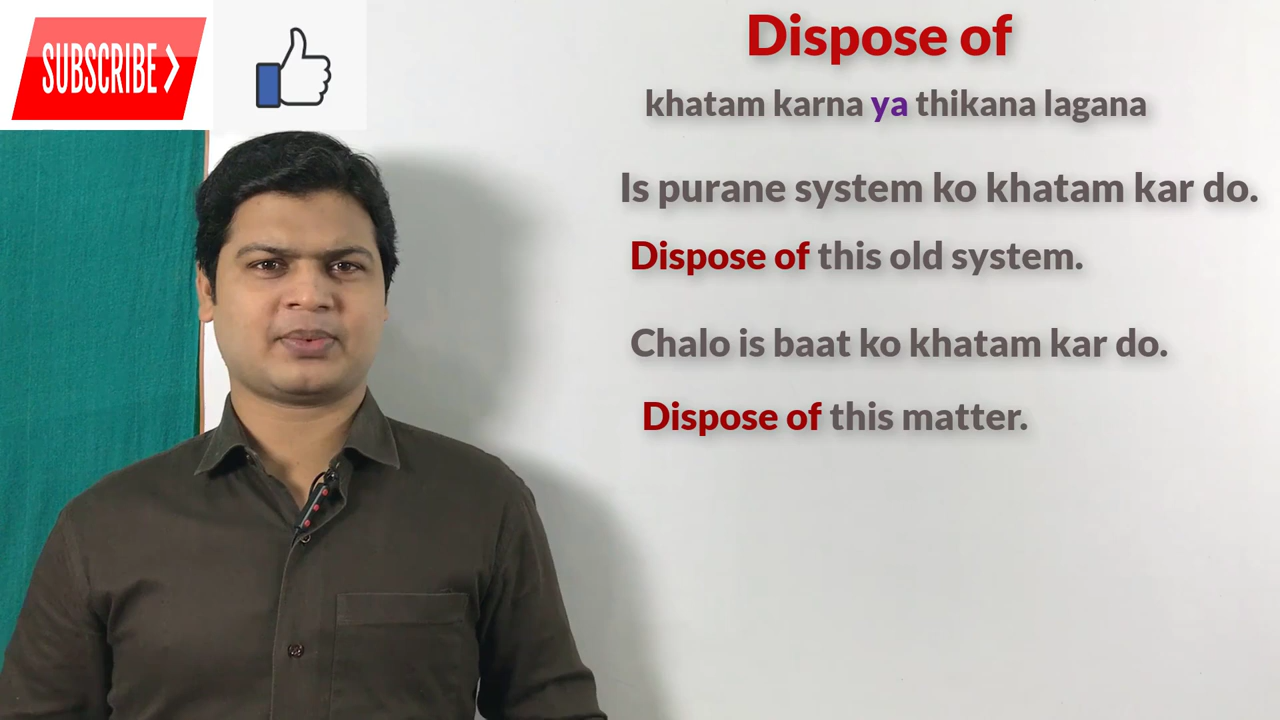 SUBSCRIBE
Dispose of
khatam karna ya thikana lagana
Is purane system ko khatam kar do.
Dispose of this old system.
Chalo is baat ko khatam kar do.
Dispose of this matter.